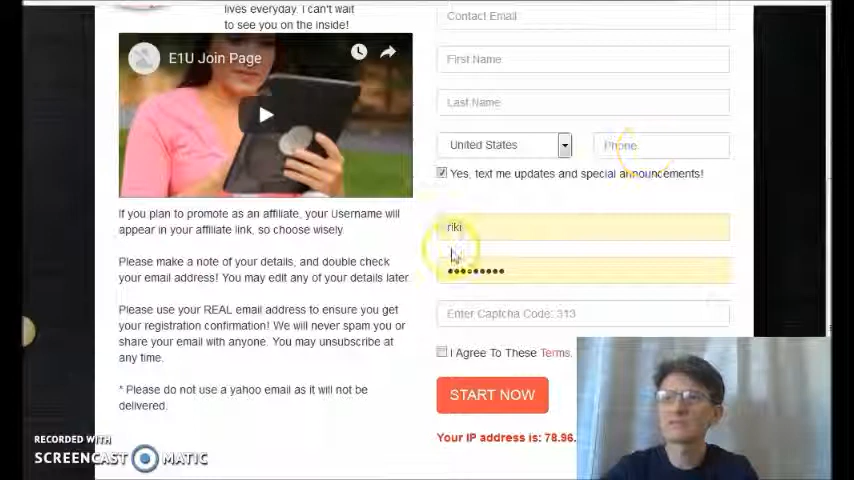 lives everyday. I can't wait
to see you on the inside!
E1U Join Page
If you plan to promote as an affiliate, your Username will
appear in your affiliate link, so choose wisely
Please make a note of your details, and double check
your email address! You may edit any of your details later.
Please use your REAL email address to ensure you get
your registration confirmation! We will never spam you or
share your email with anyone. You may unsubscribe at
any time.
* Please do not use a yahoo email as it will not be
delivered.
Contact Email
First Name
Last Name
United States
Phone
Yes, text me updates and special announcements!
riki
Enter Captcha Code: 313
I Agree To These Terms.
START NOW
Your IP address is: 78.96.
RECORDED WITH
SCREENCAST MATIC